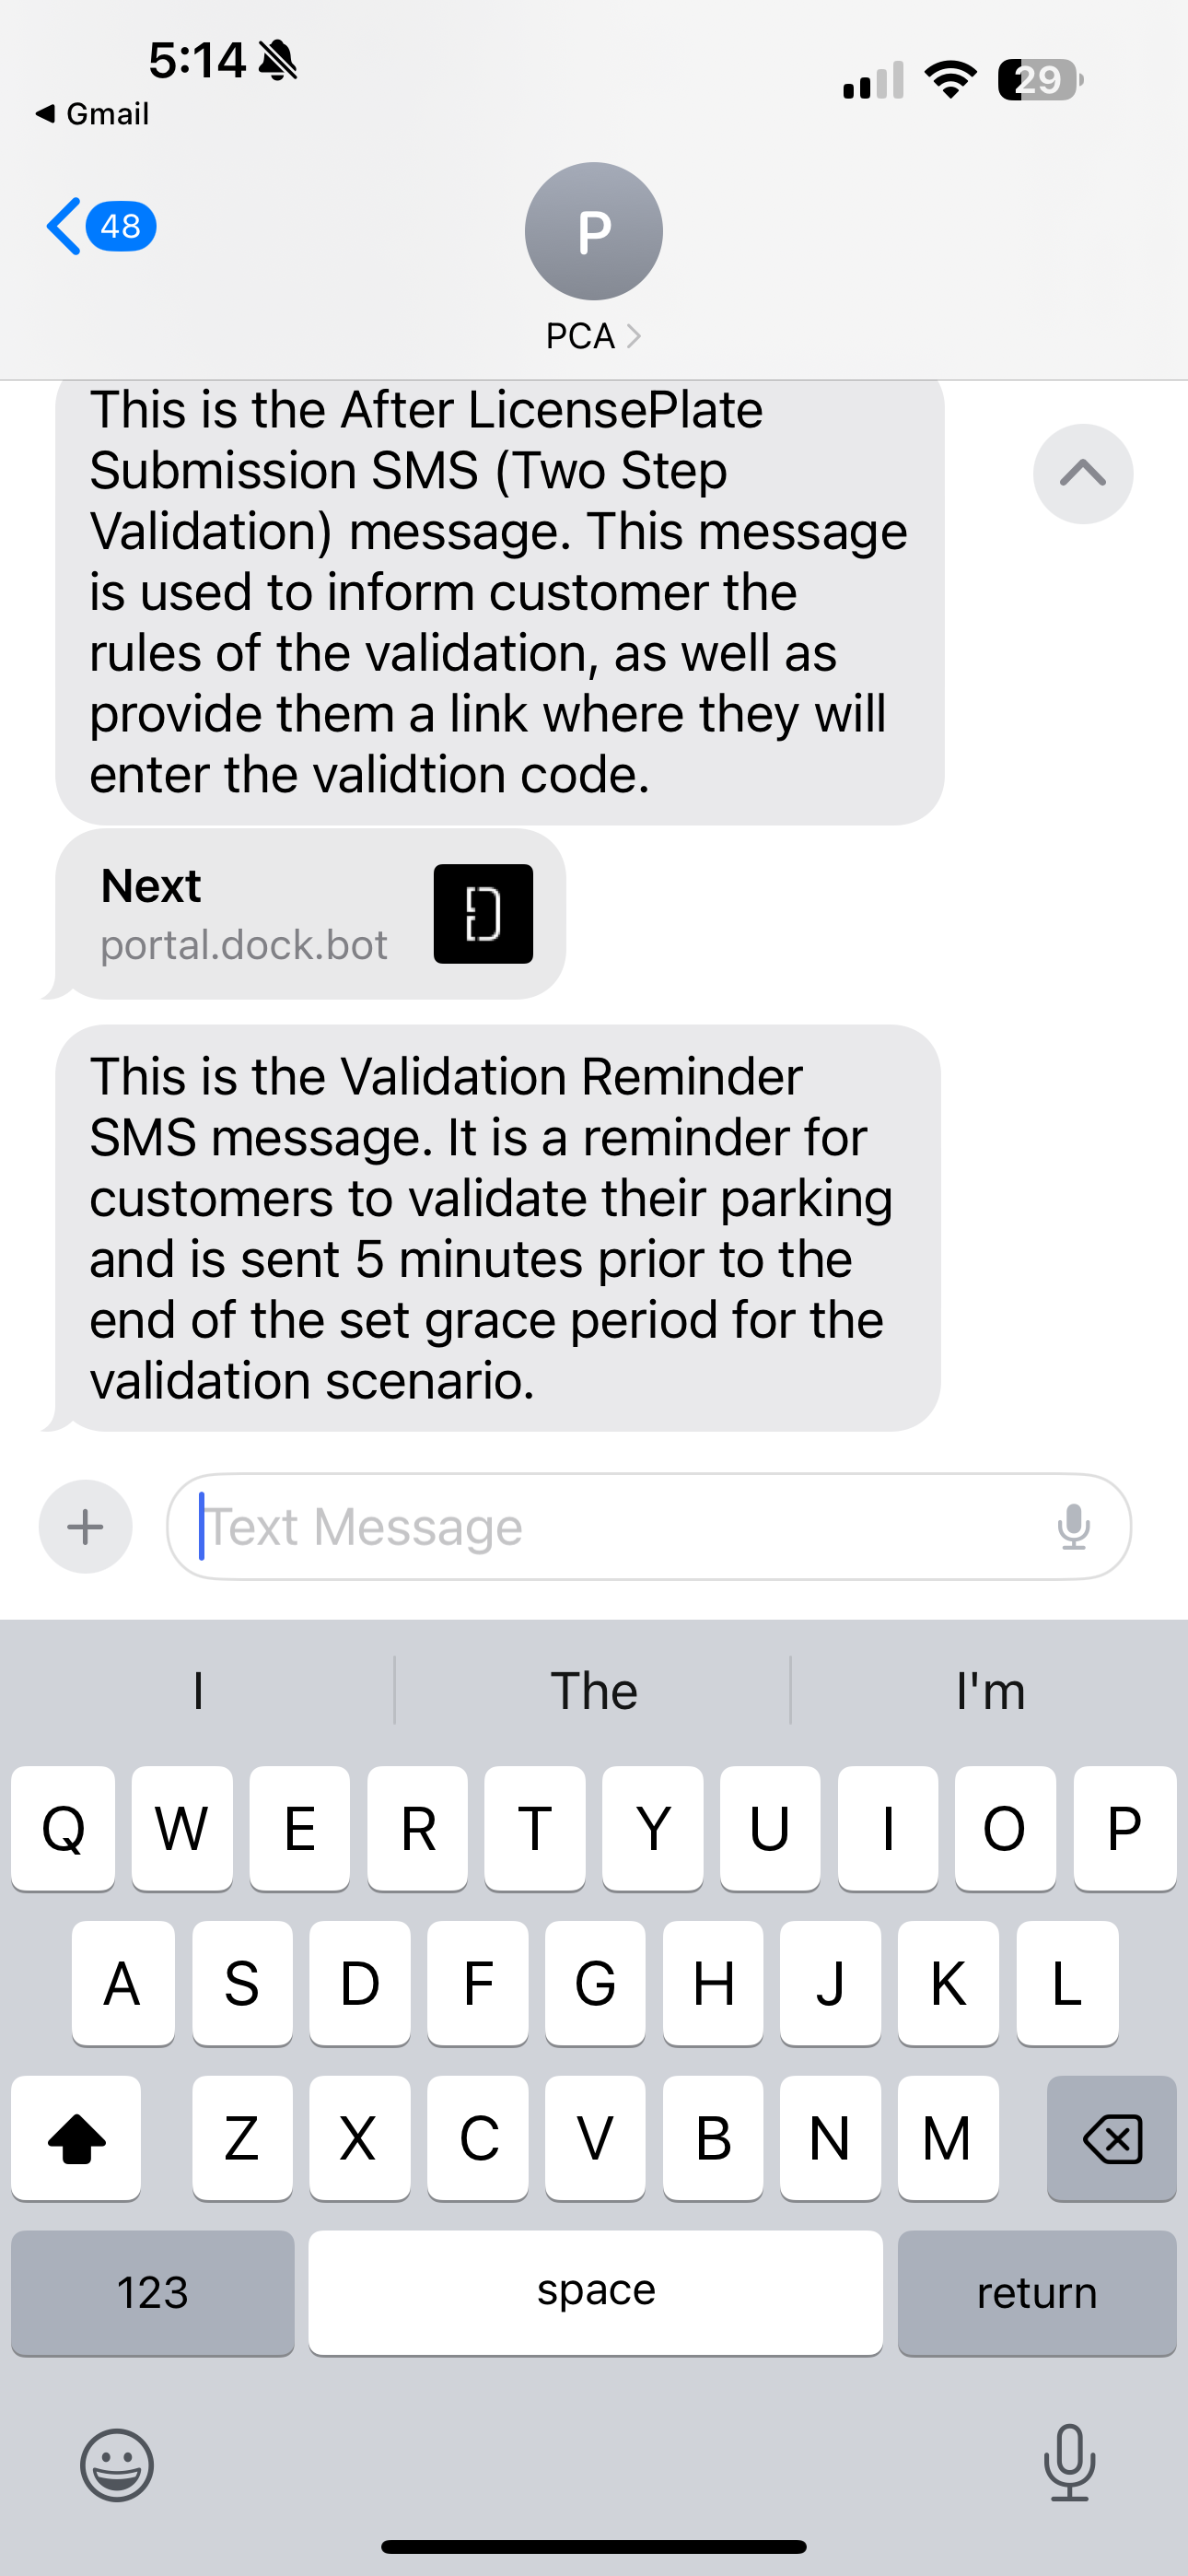 5:14
29
Gmail
48
P
PCA
This is the After LicensePlate
Submission SMS (Two Step
Validation) message. This message
is used to inform customer the
rules of the validation, as well as
provide them a link where they will
enter the validtion code.
Next
portal.dock.bot
This is the Validation Reminder
SMS message. It is a reminder for
customers to validate their parking
and is sent 5 minutes prior to the
end of the set grace period for the
validation scenario.
Text Message
I The I'm
Q W E R T Y U I O P
A S D F G H J K L
Z X C V B N M
123 space return